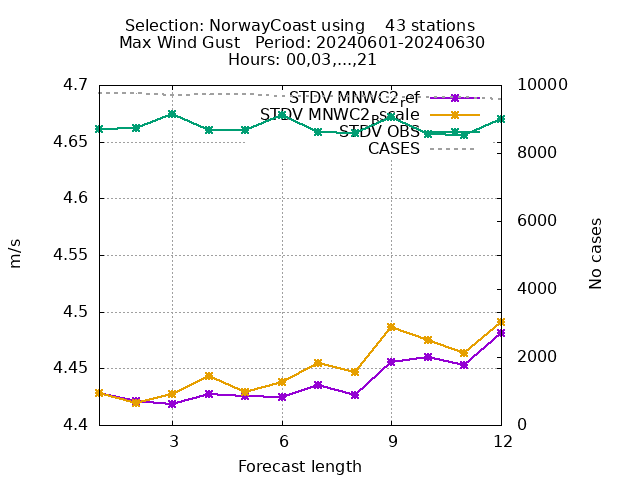 Selection: NorwayCoast using    43 stations
Max Wind Gust   Period: 20240601-20240630
Hours: 00,03,...,21
4.7
4.65
4.6
4.55
4.5
4.45
4.4
m/s
STDV MNWC2_ref
STDV MNWC2_Bscale
STDV OBS
CASES
10000
8000
6000
4000
2000
0
No cases
3
6
9
12
Forecast length